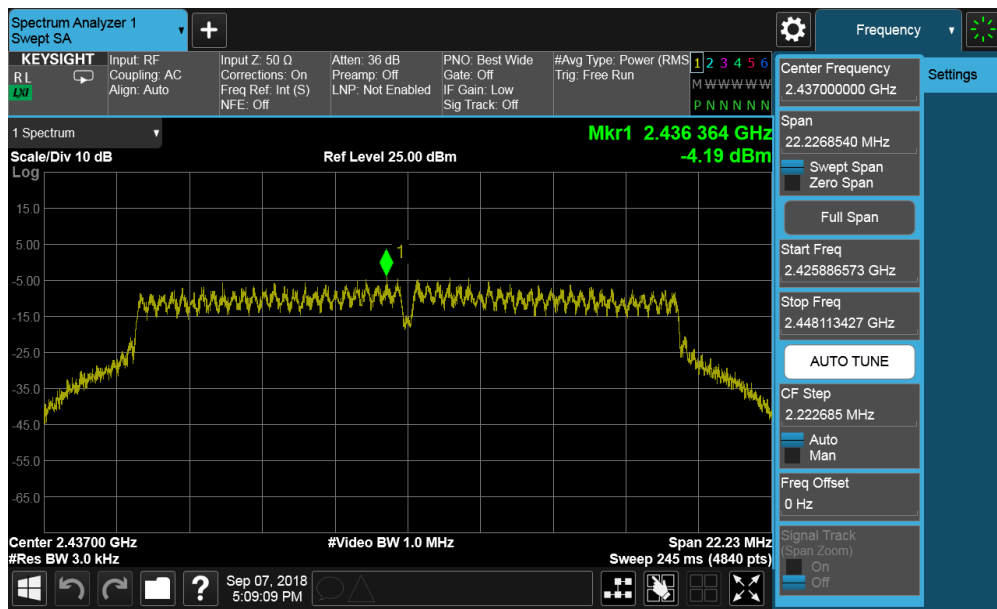 Spectrum Analyzer 1
Swept SA
+
Frequency
KEYSIGHT
R L
LXI
Input: RF
Coupling: AC
Align: Auto
Input Z: 50 Ω
Corrections: On
Freq Ref: Int (S)
NFE: Off
Atten: 36 dB
Preamp: Off
LNP: Not Enabled
PNO: Best Wide
Gate: Off
IF Gain: Low
Sig Track: Off
#Avg Type: Power (RMS
Trig: Free Run
1 2 3 4 5 6
M W W W W W
P N N N N N
1 Spectrum
Scale/Div 10 dB
Log
Ref Level 25.00 dBm
Mkr1 2.436 364 GHz
-4.19 dBm
15.0
5.00
-5.00
-15.0
-25.0
-35.0
-45.0
-55.0
-65.0
1
Center 2.43700 GHz
#Res BW 3.0 kHz
#Video BW 1.0 MHz
Span 22.23 MHz
Sweep 245 ms (4840 pts)
Center Frequency
2.437000000 GHz
Span
22.2268540 MHz
Swept Span
Zero Span
Full Span
Start Freq
2.425886573 GHz
Stop Freq
2.448113427 GHz
AUTO TUNE
CF Step
2.222685 MHz
Auto
Man
Freq Offset
0 Hz
Signal Track
(Span Zoom)
On
Off
Settings
?
Sep 07, 2018
5:09:09 PM